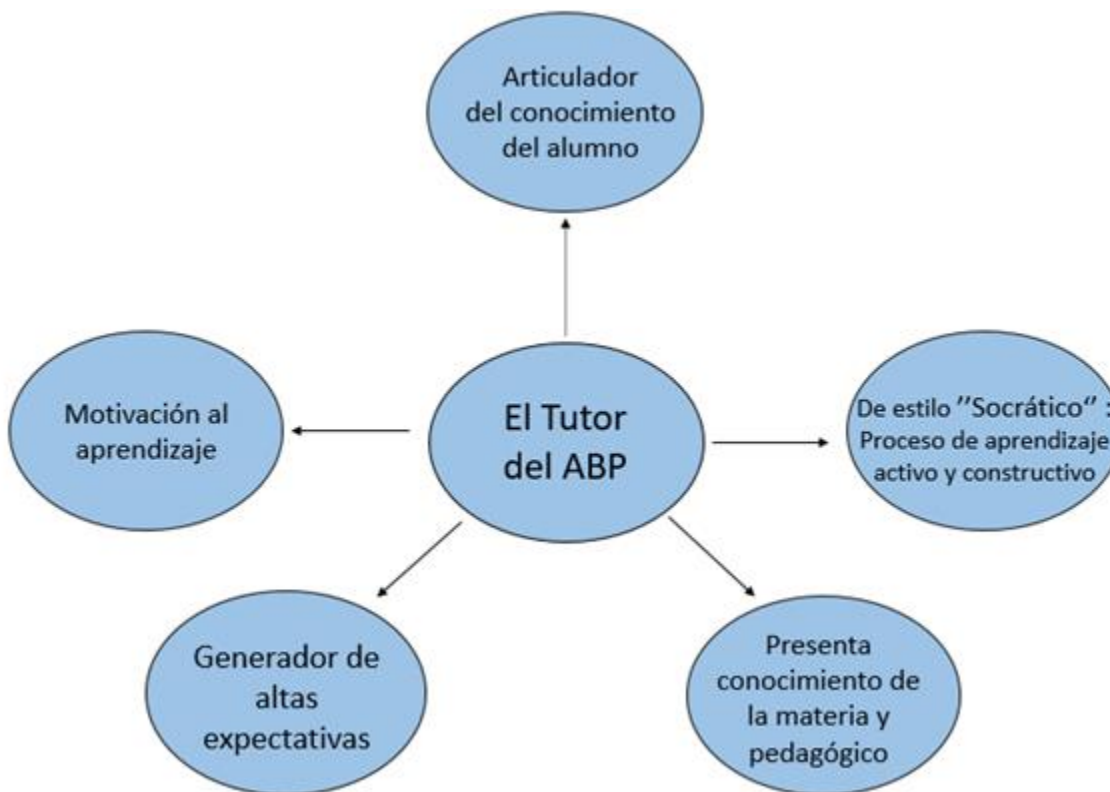 Articulador
del conocimiento
del alumno
Motivación al
aprendizaje
El Tutor
del ABP
De estilo ”Socrático“ :
Proceso de aprendizaje
activo y constructivo
Generador de
altas
expectativas
Presenta
conocimiento de
la materia y
pedagógico